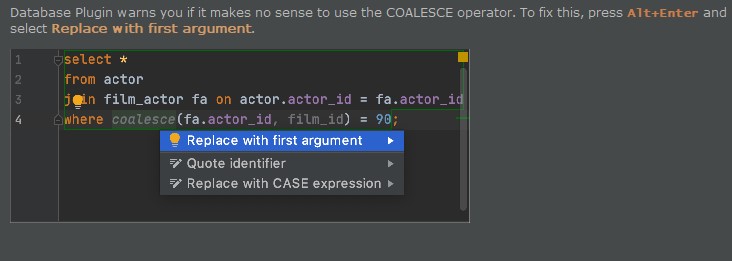 Database Plugin warns you if it makes no sense to use the COALESCE operator. To fix this, press Alt+Enter and
select Replace with first argument.
1 select *
2 from actor
3 join film_actor fa on actor.actor_id = fa.actor_id
4 where coalesce(fa.actor_id, film_id) = 90;
Replace with first argument
Quote identifier
Replace with CASE expression